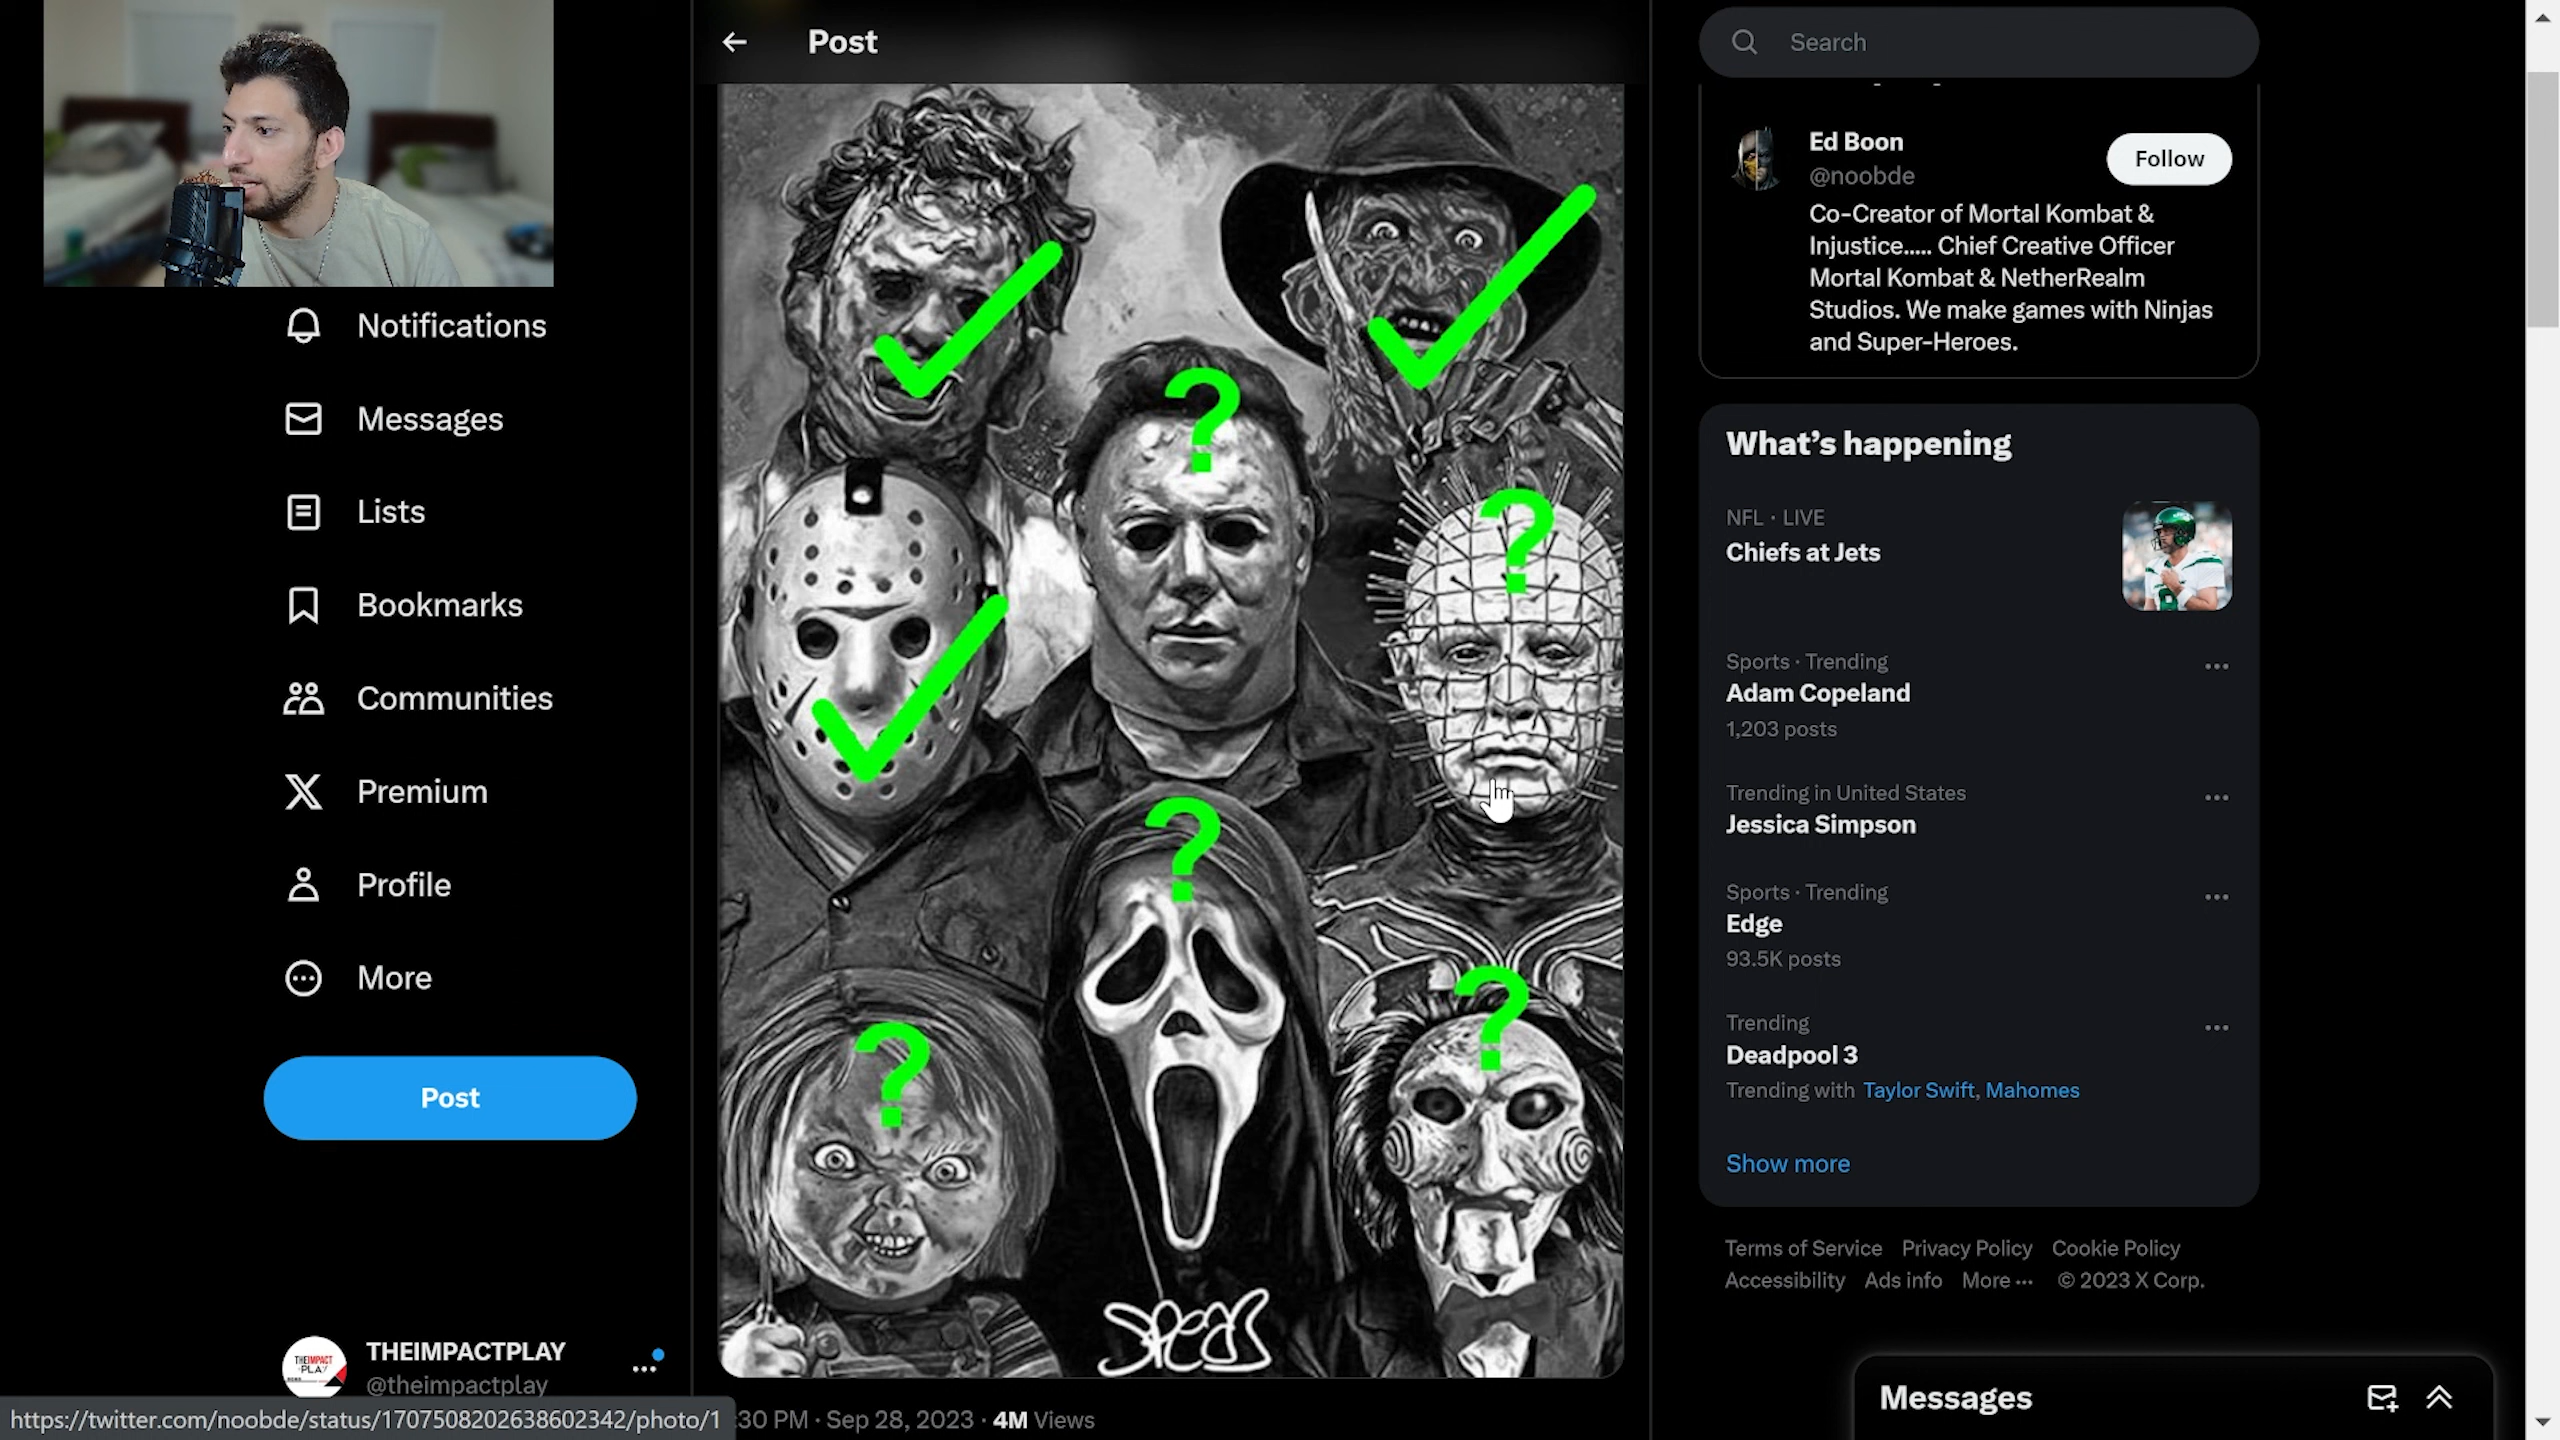 Post
Search
Ed Boon
@noobde
Follow
Co-Creator of Mortal Kombat &
Injustice..... Chief Creative Officer
Mortal Kombat & NetherRealm
Studios. We make games with Ninjas
and Super-Heroes.
Notifications
Messages
Lists
Bookmarks
Communities
Premium
Profile
More
Post
THEIMPACTPLAY
@theimpactplay
THEIMPACT
PLAY
?
?
?
?
?
SPEARS
What's happening
NFL · LIVE
Chiefs at Jets
Sports · Trending
Adam Copeland
1,203 posts
Trending in United States
Jessica Simpson
Sports · Trending
Edge
93.5K posts
Trending
Deadpool 3
Trending with Taylor Swift, Mahomes
Show more
Terms of Service Privacy Policy Cookie Policy
Accessibility Ads info More ··· © 2023 X Corp.
Messages
https://twitter.com/noobde/status/1707508202638602342/photo/1
:30 PM · Sep 28, 2023 · 4M Views